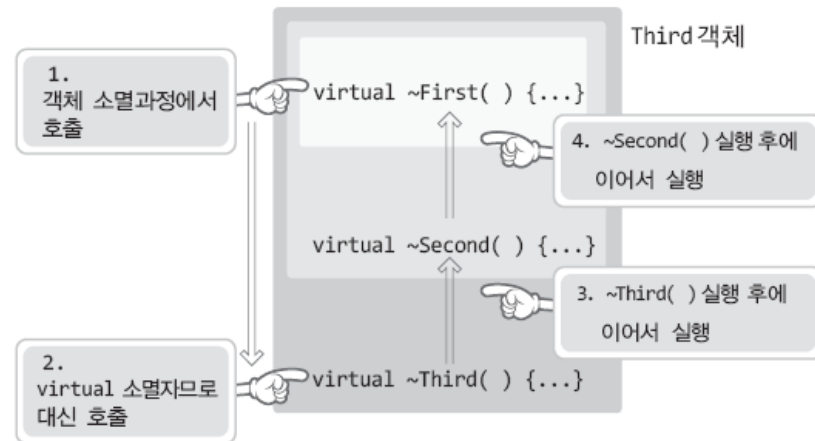 Third 객체
1.
객체 소멸과정에서
호출
virtual ~First( ) {...}
4. ~Second( ) 실행 후에
이어서 실행
virtual ~Second( ) {...}
3. ~Third( ) 실행 후에
이어서 실행
2.
virtual 소멸자므로
대신 호출
virtual ~Third( ) {...}